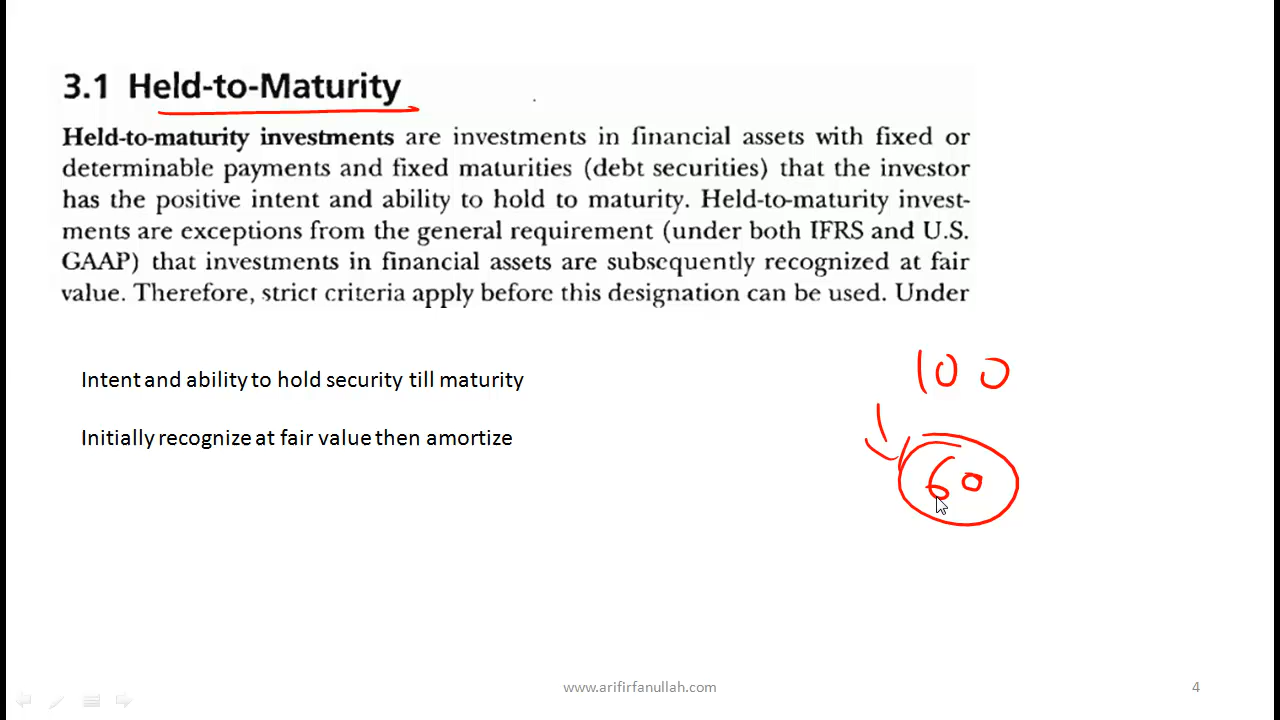 3.1 Held-to-Maturity
Held-to-maturity investments are investments in financial assets with fixed or
determinable payments and fixed maturities (debt securities) that the investor
has the positive intent and ability to hold to maturity. Held-to-maturity invest-
ments are exceptions from the general requirement (under both IFRS and U.S.
GAAP) that investments in financial assets are subsequently recognized at fair
value. Therefore, strict criteria apply before this designation can be used. Under
Intent and ability to hold security till maturity
100
Initially recognize at fair value then amortize
60
www.arifirfanullah.com
4